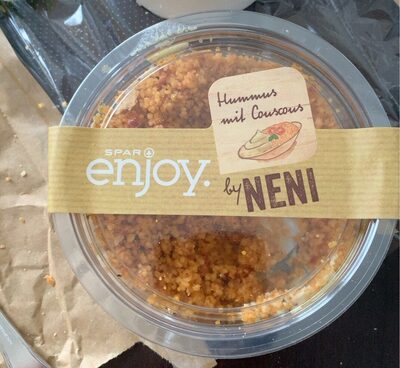 Hummus
mit Couscous
SPAR
enjoy.
by NENI